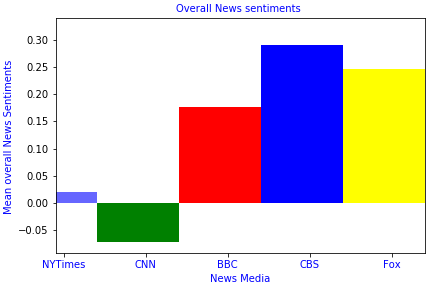 Overall News sentiments
0.30
0.25
0.20
0.15
0.10
0.05
0.00
−0.05
Mean overall News Sentiments
NYTimes CNN BBC CBS Fox
News Media